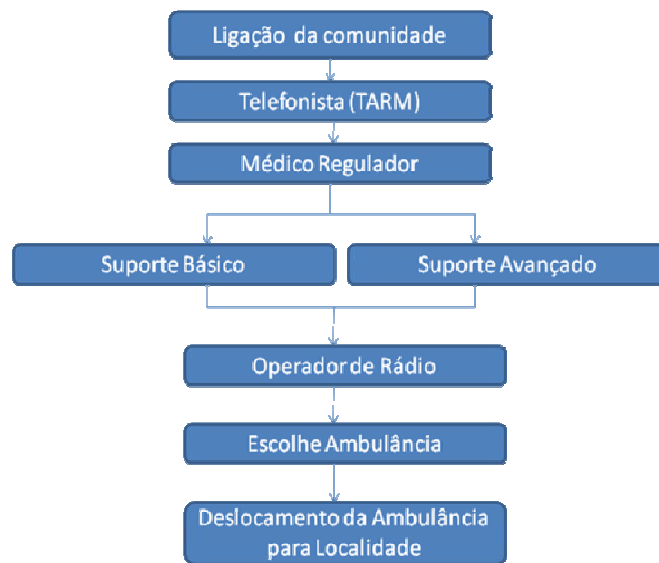 Ligação da comunidade
Telefonista (TARM)
Médico Regulador
Suporte Básico
Suporte Avançado
Operador de Rádio
Escolhe Ambulância
Deslocamento da Ambulância
para Localidade